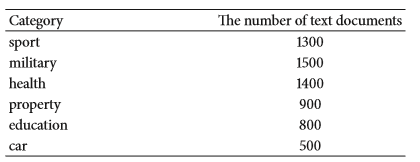 Category The number of text documents
sport 1300
military 1500
health 1400
property 900
education 800
car 500